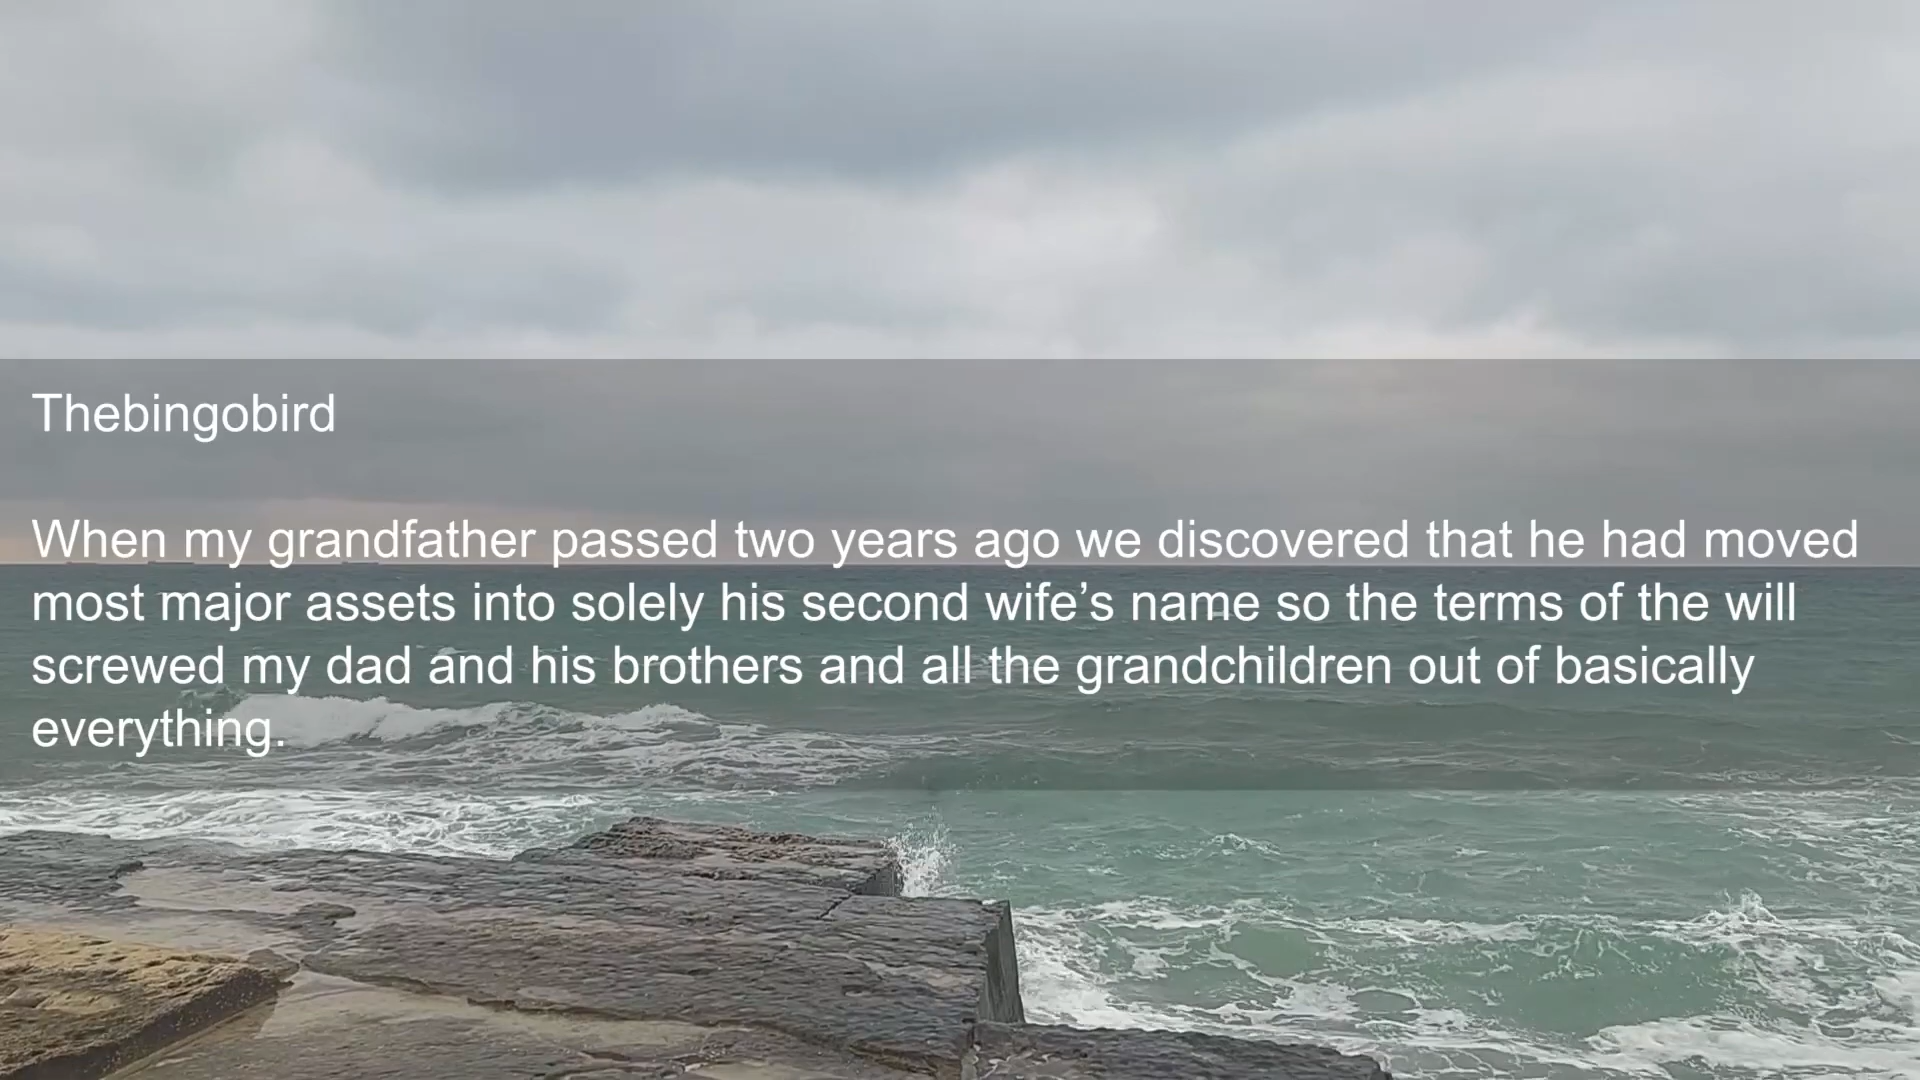 Thebingobird
When my grandfather passed two years ago we discovered that he had moved
most major assets into solely his second wife’s name so the terms of the will
screwed my dad and his brothers and all the grandchildren out of basically
everything.